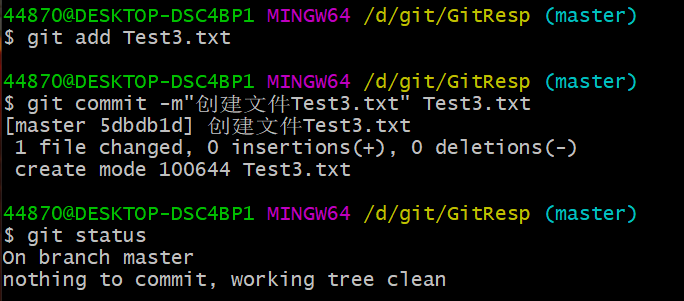 44870@DESKTOP-DSC4BP1 MINGW64 /d/git/GitResp (master)
$ git add Test3.txt
44870@DESKTOP-DSC4BP1 MINGW64 /d/git/GitResp (master)
$ git commit -m"创建文件Test3.txt" Test3.txt
[master 5dbdb1d] 创建文件Test3.txt
 1 file changed, 0 insertions(+), 0 deletions(-)
 create mode 100644 Test3.txt
44870@DESKTOP-DSC4BP1 MINGW64 /d/git/GitResp (master)
$ git status
On branch master
nothing to commit, working tree clean